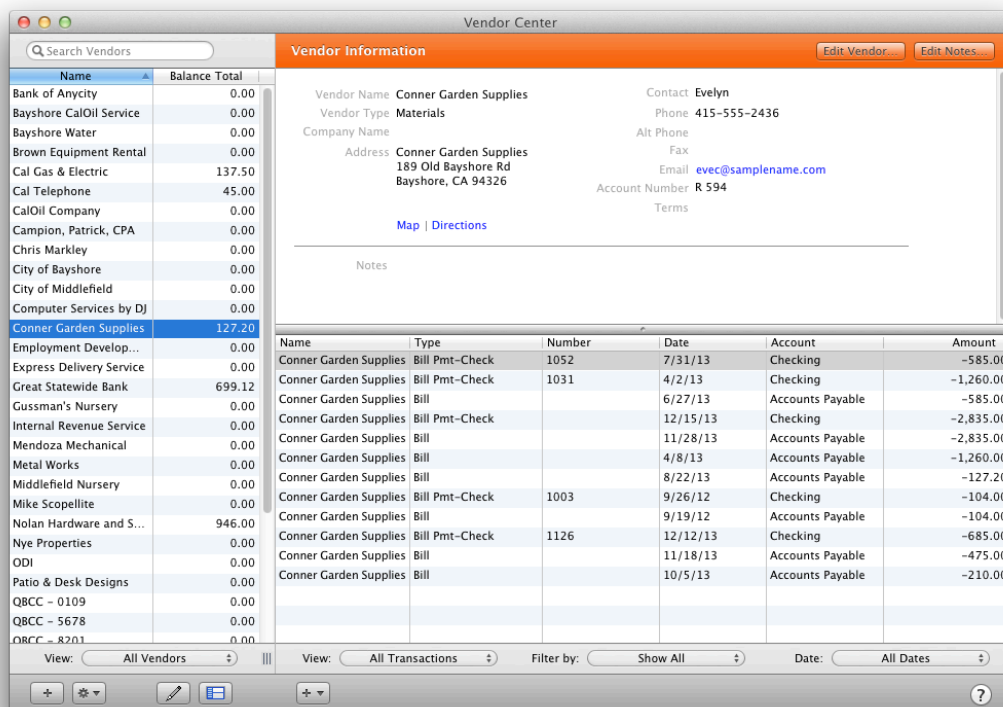 Vendor Center
Search Vendors
Name Balance Total
Bank of Anycity 0.00
Bayshore CalOil Service 0.00
Bayshore Water 0.00
Brown Equipment Rental 0.00
Cal Gas & Electric 137.50
Cal Telephone 45.00
CalOil Company 0.00
Campion, Patrick, CPA 0.00
Chris Markley 0.00
City of Bayshore 0.00
City of Middlefield 0.00
Computer Services by DJ 0.00
Conner Garden Supplies 127.20
Employment Develop... 0.00
Express Delivery Service 0.00
Great Statewide Bank 699.12
Gussman's Nursery 0.00
Internal Revenue Service 0.00
Mendoza Mechanical 0.00
Metal Works 0.00
Middlefield Nursery 0.00
Mike Scopellite 0.00
Nolan Hardware and S... 946.00
Nye Properties 0.00
ODI 0.00
Patio & Desk Designs 0.00
QBCC - 0109 0.00
QBCC - 5678 0.00
QBCC - 8201 0.00
View: All Vendors
Vendor Information Edit Vendor... Edit Notes...
Vendor Name Conner Garden Supplies
Vendor Type Materials
Company Name
Address Conner Garden Supplies
189 Old Bayshore Rd
Bayshore, CA 94326
Map | Directions
Contact Evelyn
Phone 415-555-2436
Alt Phone
Fax
Email evec@samplename.com
Account Number R 594
Terms
Notes
Name Type Number Date Account Amount
Conner Garden Supplies Bill Pmt-Check 1052 7/31/13 Checking -585.00
Conner Garden Supplies Bill Pmt-Check 1031 4/2/13 Checking -1,260.00
Conner Garden Supplies Bill 6/27/13 Accounts Payable -585.00
Conner Garden Supplies Bill Pmt-Check 12/15/13 Checking -2,835.00
Conner Garden Supplies Bill 11/28/13 Accounts Payable -2,835.00
Conner Garden Supplies Bill 4/8/13 Accounts Payable -1,260.00
Conner Garden Supplies Bill 8/22/13 Accounts Payable -127.20
Conner Garden Supplies Bill Pmt-Check 1003 9/26/12 Checking -104.00
Conner Garden Supplies Bill 9/19/12 Accounts Payable -104.00
Conner Garden Supplies Bill Pmt-Check 1126 12/12/13 Checking -685.00
Conner Garden Supplies Bill 11/18/13 Accounts Payable -475.00
Conner Garden Supplies Bill 10/5/13 Accounts Payable -210.00
View: All Transactions Filter by: Show All Date: All Dates
?